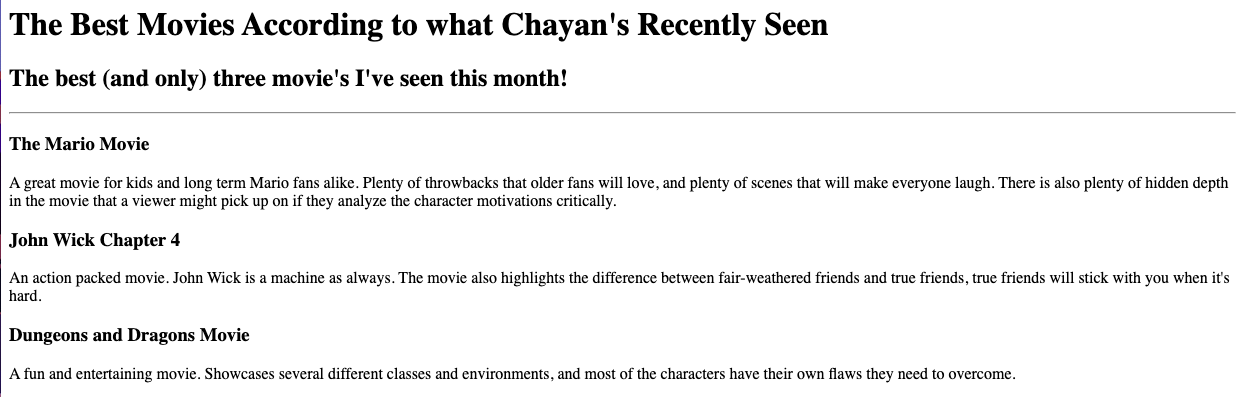 The Best Movies According to what Chayan's Recently Seen
The best (and only) three movie's I've seen this month!
The Mario Movie
A great movie for kids and long term Mario fans alike. Plenty of throwbacks that older fans will love, and plenty of scenes that will make everyone laugh. There is also plenty of hidden depth
in the movie that a viewer might pick up on if they analyze the character motivations critically.
John Wick Chapter 4
An action packed movie. John Wick is a machine as always. The movie also highlights the difference between fair-weathered friends and true friends, true friends will stick with you when it's
hard.
Dungeons and Dragons Movie
A fun and entertaining movie. Showcases several different classes and environments, and most of the characters have their own flaws they need to overcome.